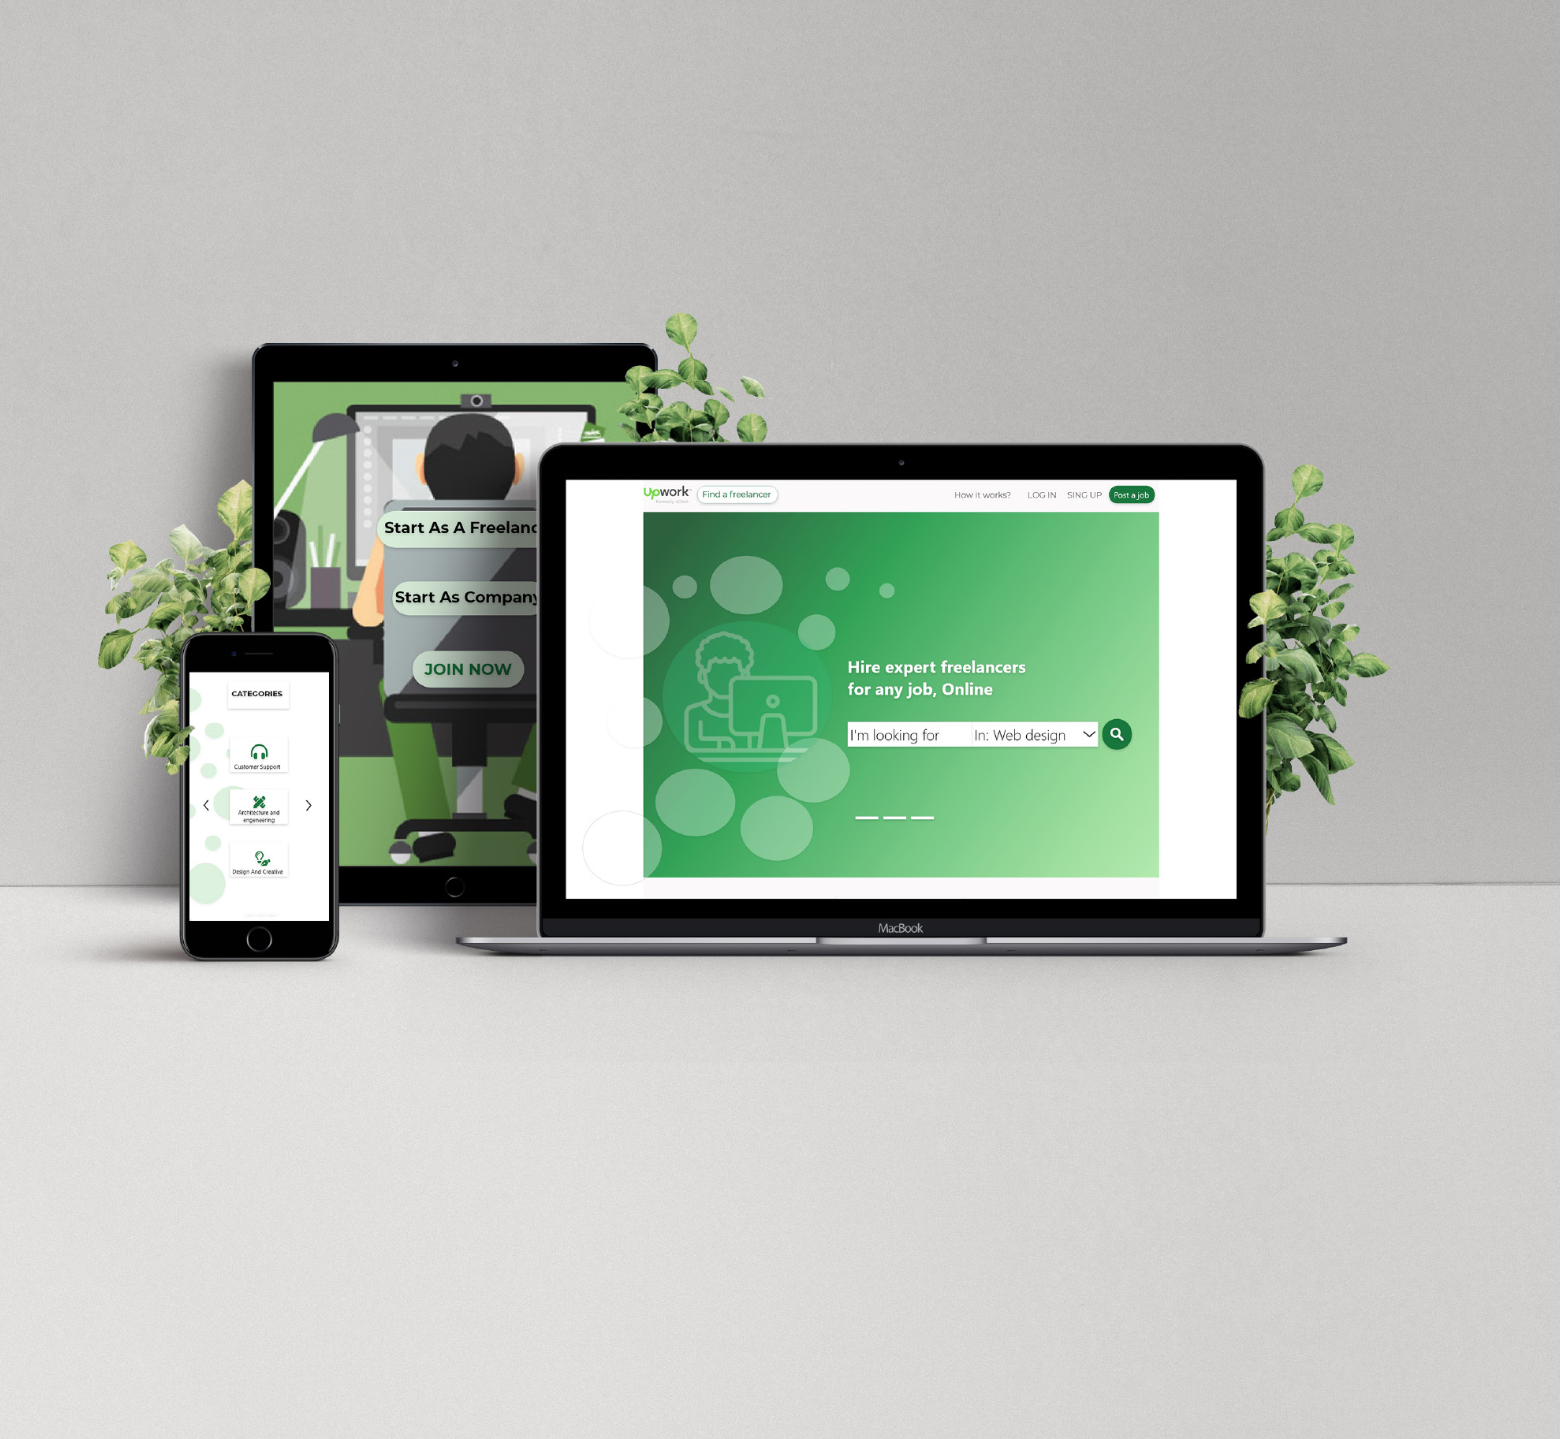 Start As A Freelanc
Start As Company
JOIN NOW
CATEGORIES
Customer Support
Architecture and
engeneering
Design And Creative
Upwork
Find a freelancer
How it works?
LOG IN
SING UP
Post a job
Hire expert freelancers
for any job, Online
I'm looking for
In: Web design
MacBook